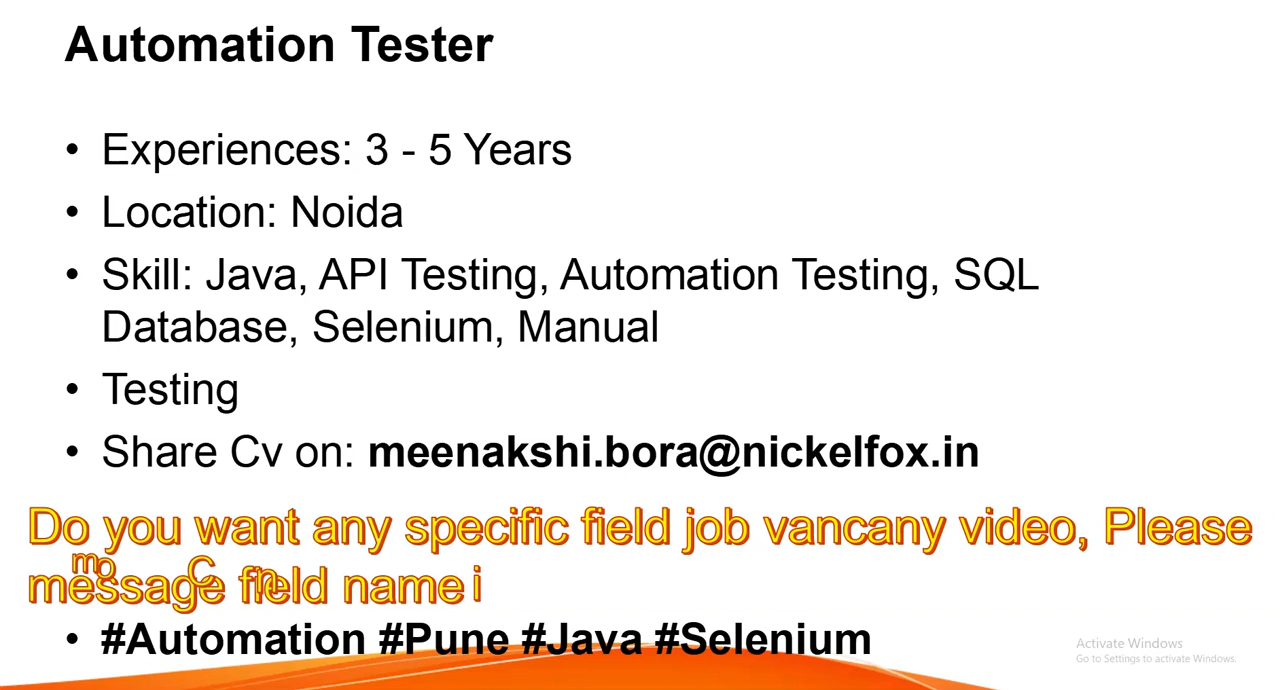 Automation Tester
• Experiences: 3 - 5 Years
• Location: Noida
• Skill: Java, API Testing, Automation Testing, SQL
Database, Selenium, Manual
• Testing
• Share Cv on: meenakshi.bora@nickelfox.in
Do you want any specific field job vancany video, Please
message field name i
• #Automation #Pune #Java #Selenium
Activate Windows
Go to Settings to activate Windows.